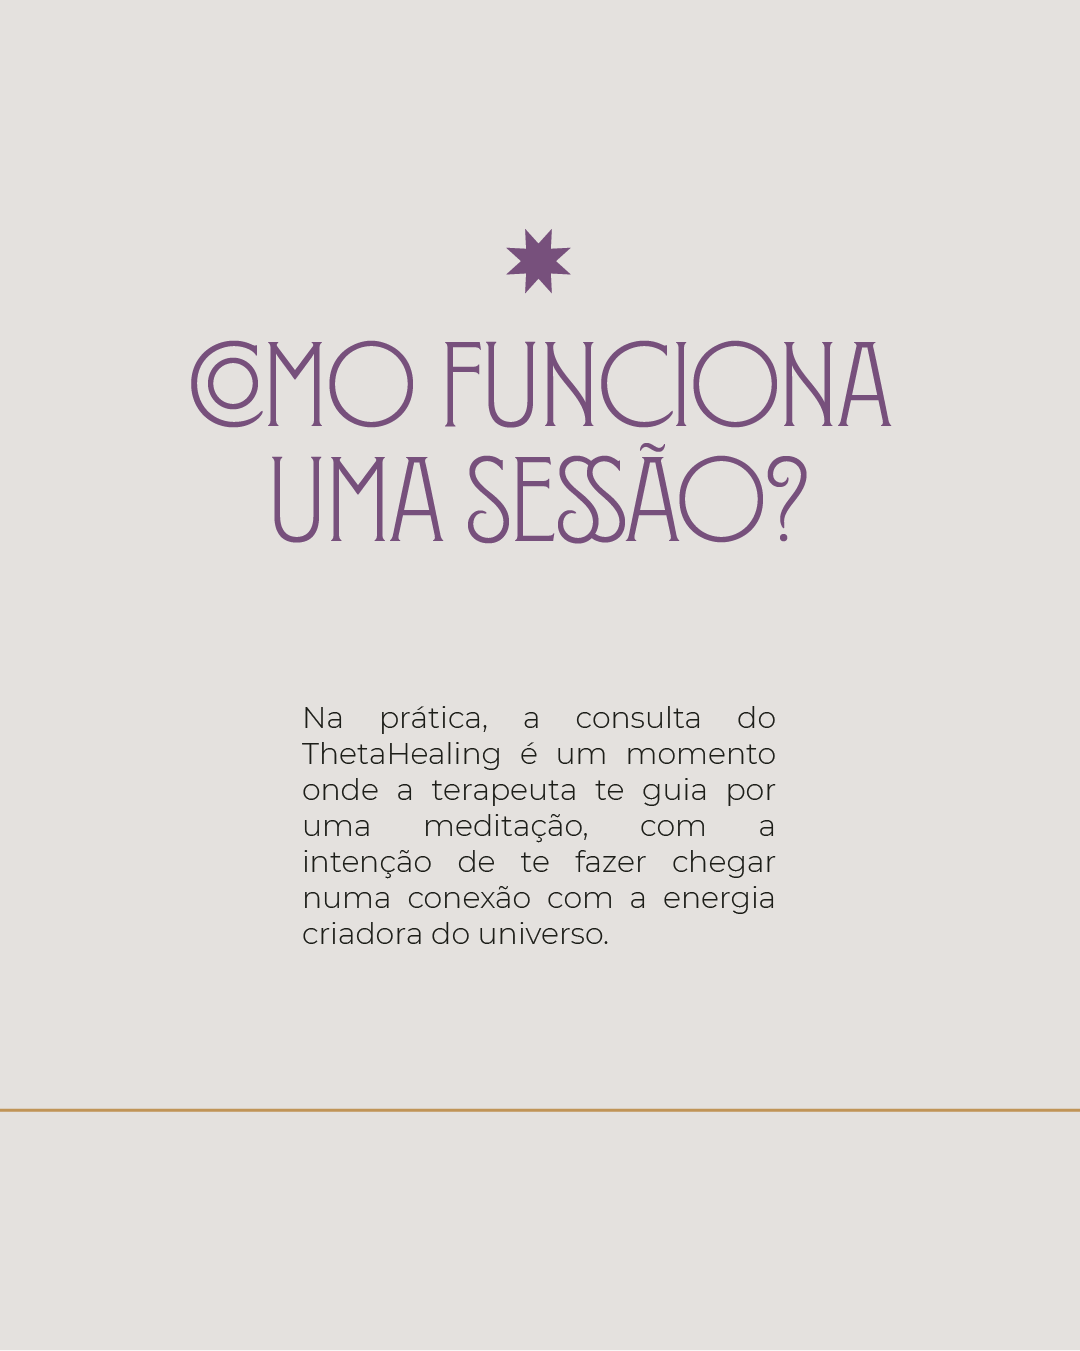 COMO FUNCIONA
UMA SESSÃO?
Na prática, a consulta do
ThetaHealing é um momento
onde a terapeuta te guia por
uma meditação, com a
intenção de te fazer chegar
numa conexão com a energia
criadora do universo.